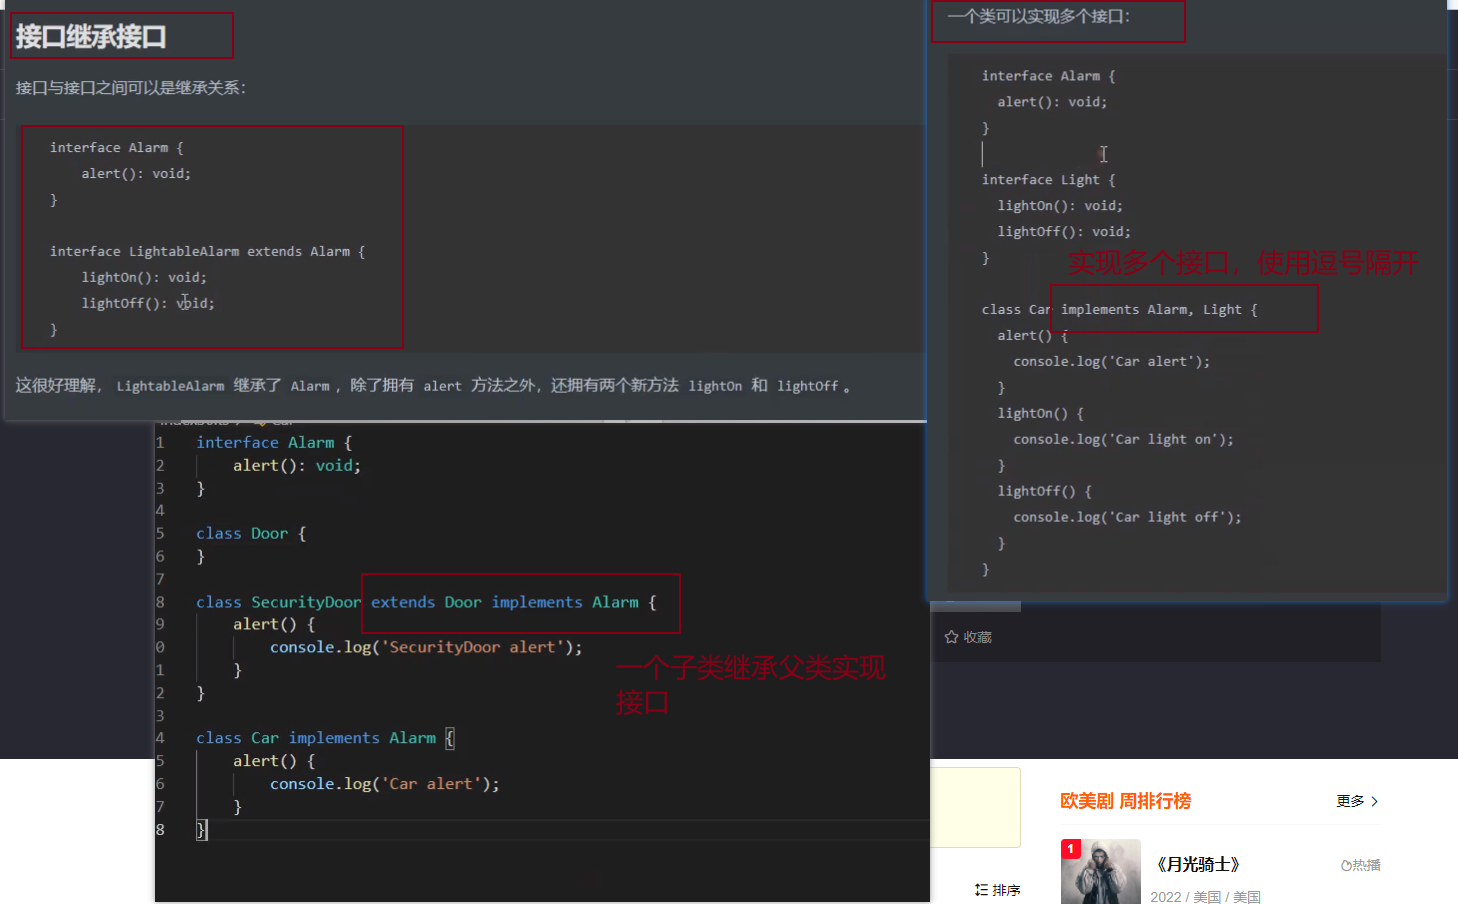 接口继承接口
接口与接口之间可以是继承关系：
interface Alarm {
alert(): void;
}
interface LightableAlarm extends Alarm {
lightOn(): void;
lightOff(): void;
}
这很好理解， LightableAlarm 继承了 Alarm ，除了拥有 alert 方法之外，还拥有两个新方法 lightOn 和 lightOff 。
一个类可以实现多个接口：
interface Alarm {
alert(): void;
}
interface Light {
lightOn(): void;
lightOff(): void;
}
实现多个接口，使用逗号隔开
class Car implements Alarm, Light {
alert() {
console.log('Car alert');
}
lightOn() {
console.log('Car light on');
}
lightOff() {
console.log('Car light off');
}
}
1 interface Alarm {
2 alert(): void;
3 }
4
5 class Door {
6 }
7
8 class SecurityDoor extends Door implements Alarm {
9 alert() {
0 console.log('SecurityDoor alert');
1 }
2 }
3
4 class Car implements Alarm {
5 alert() {
6 console.log('Car alert');
7 }
8 }
一个子类继承父类实现
接口
收藏
欧美剧 周排行榜
更多
1
《月光骑士》
热播
2022 / 美国 / 美国
排序